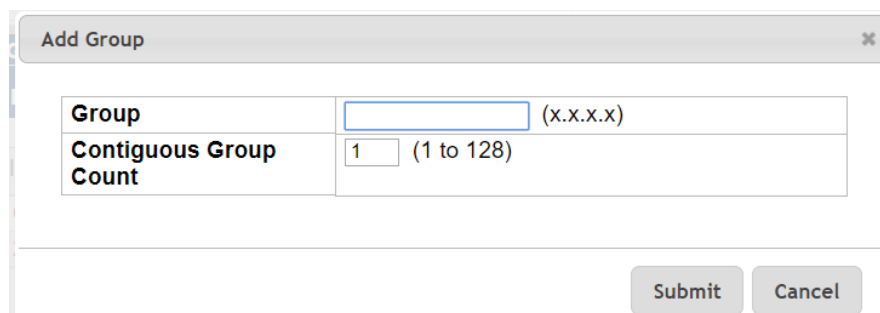 Add Group
Group (x.x.x.x)
Contiguous Group
Count
1 (1 to 128)
Submit Cancel